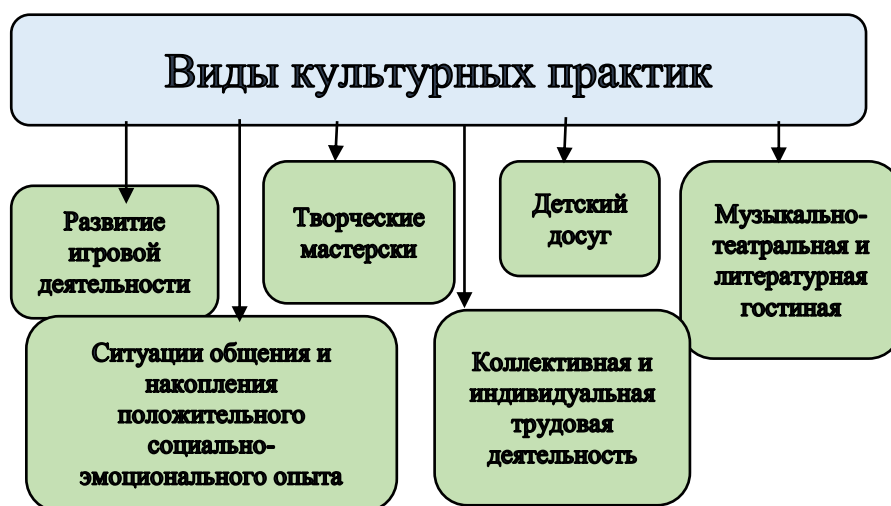 Виды культурных практик
Развитие
игровой
деятельности
Творческие
мастерски
Детский
досуг
Музыкально-
театральная и
литературная
гостиная
Ситуации общения и
накопления
положительного
социально-
эмоционального опыта
Коллективная и
индивидуальная
трудовая
деятельность